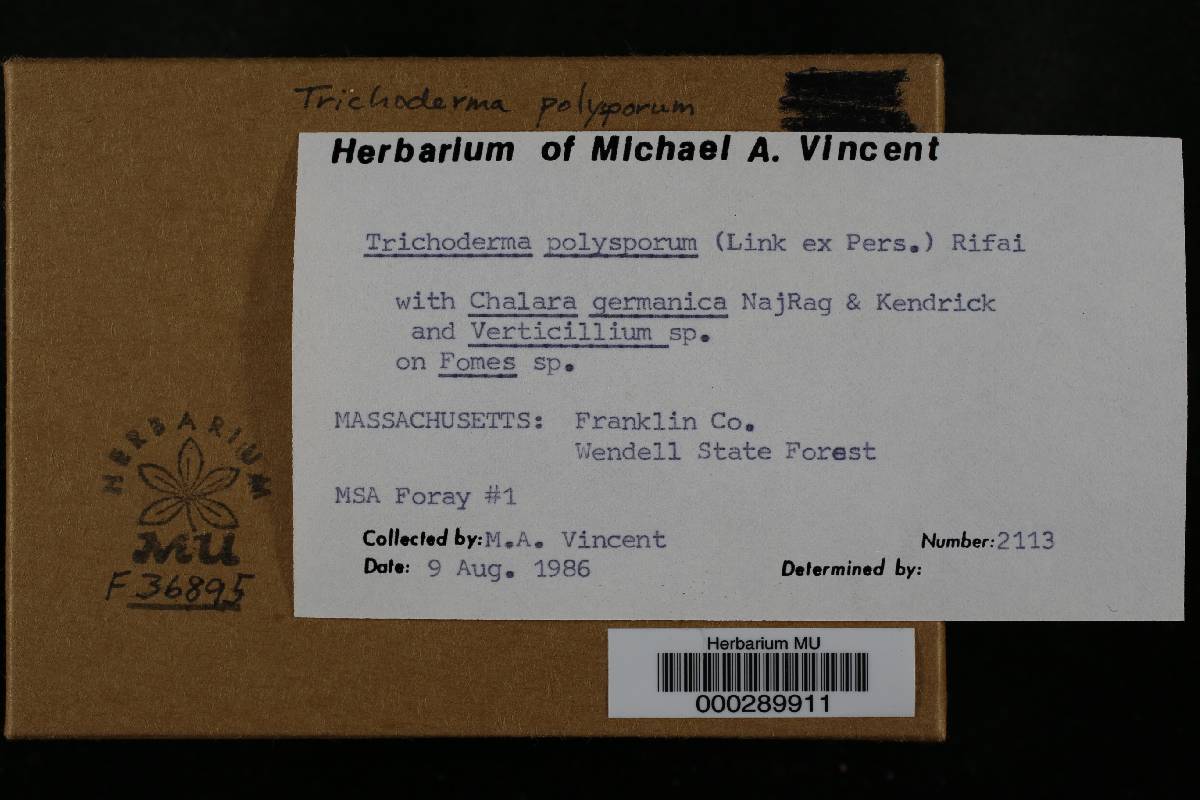 Trichoderma polysporum
Herbarium of Michael A. Vincent
Trichoderma polysporum (Link ex Pers.) Rifai
with Chalara germanica NajRag & Kendrick
and Verticillium sp.
on Fomes sp.
MASSACHUSETTS: Franklin Co.
Wendell State Forest
MSA Foray #1
Collected by: M.A. Vincent Number: 2113
Date: 9 Aug. 1986 Determined by:
HERBARIUM
MU
F 36895
Herbarium MU
000289911